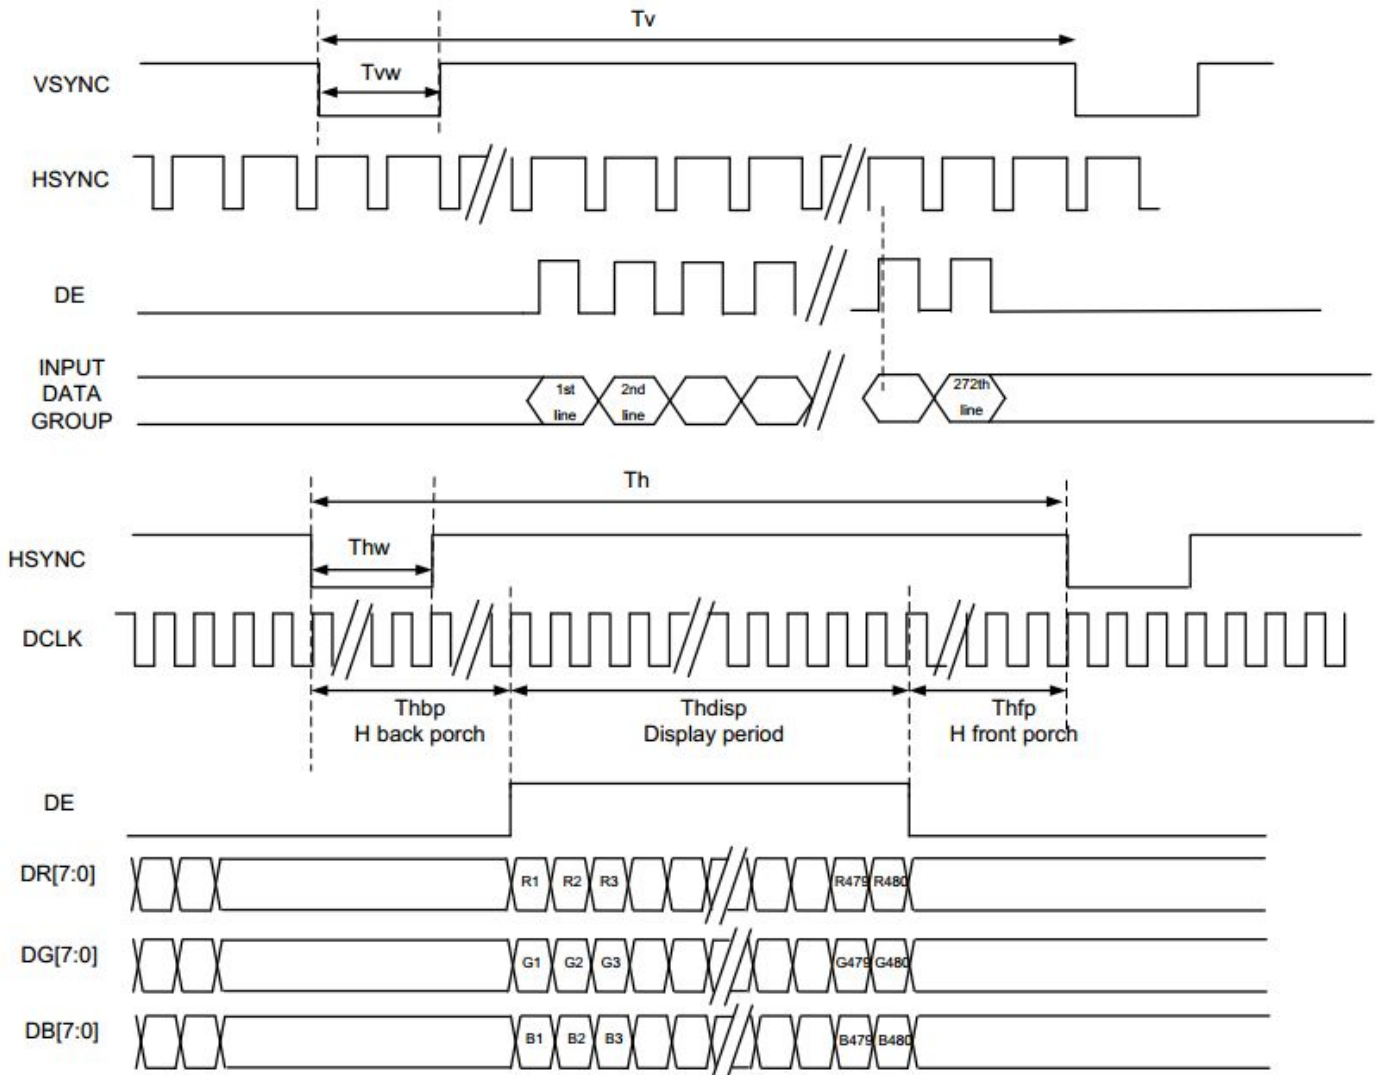 Tv
Tvw
VSYNC
HSYNC
DE
INPUT
DATA
GROUP
1st
line
2nd
line
272th
line
Th
Thw
HSYNC
DCLK
Thbp
H back porch
Thdisp
Display period
Thfp
H front porch
DE
DR[7:0] R1 R2 R3 R479 R480
DG[7:0] G1 G2 G3 G479 G480
DB[7:0] B1 B2 B3 B479 B480